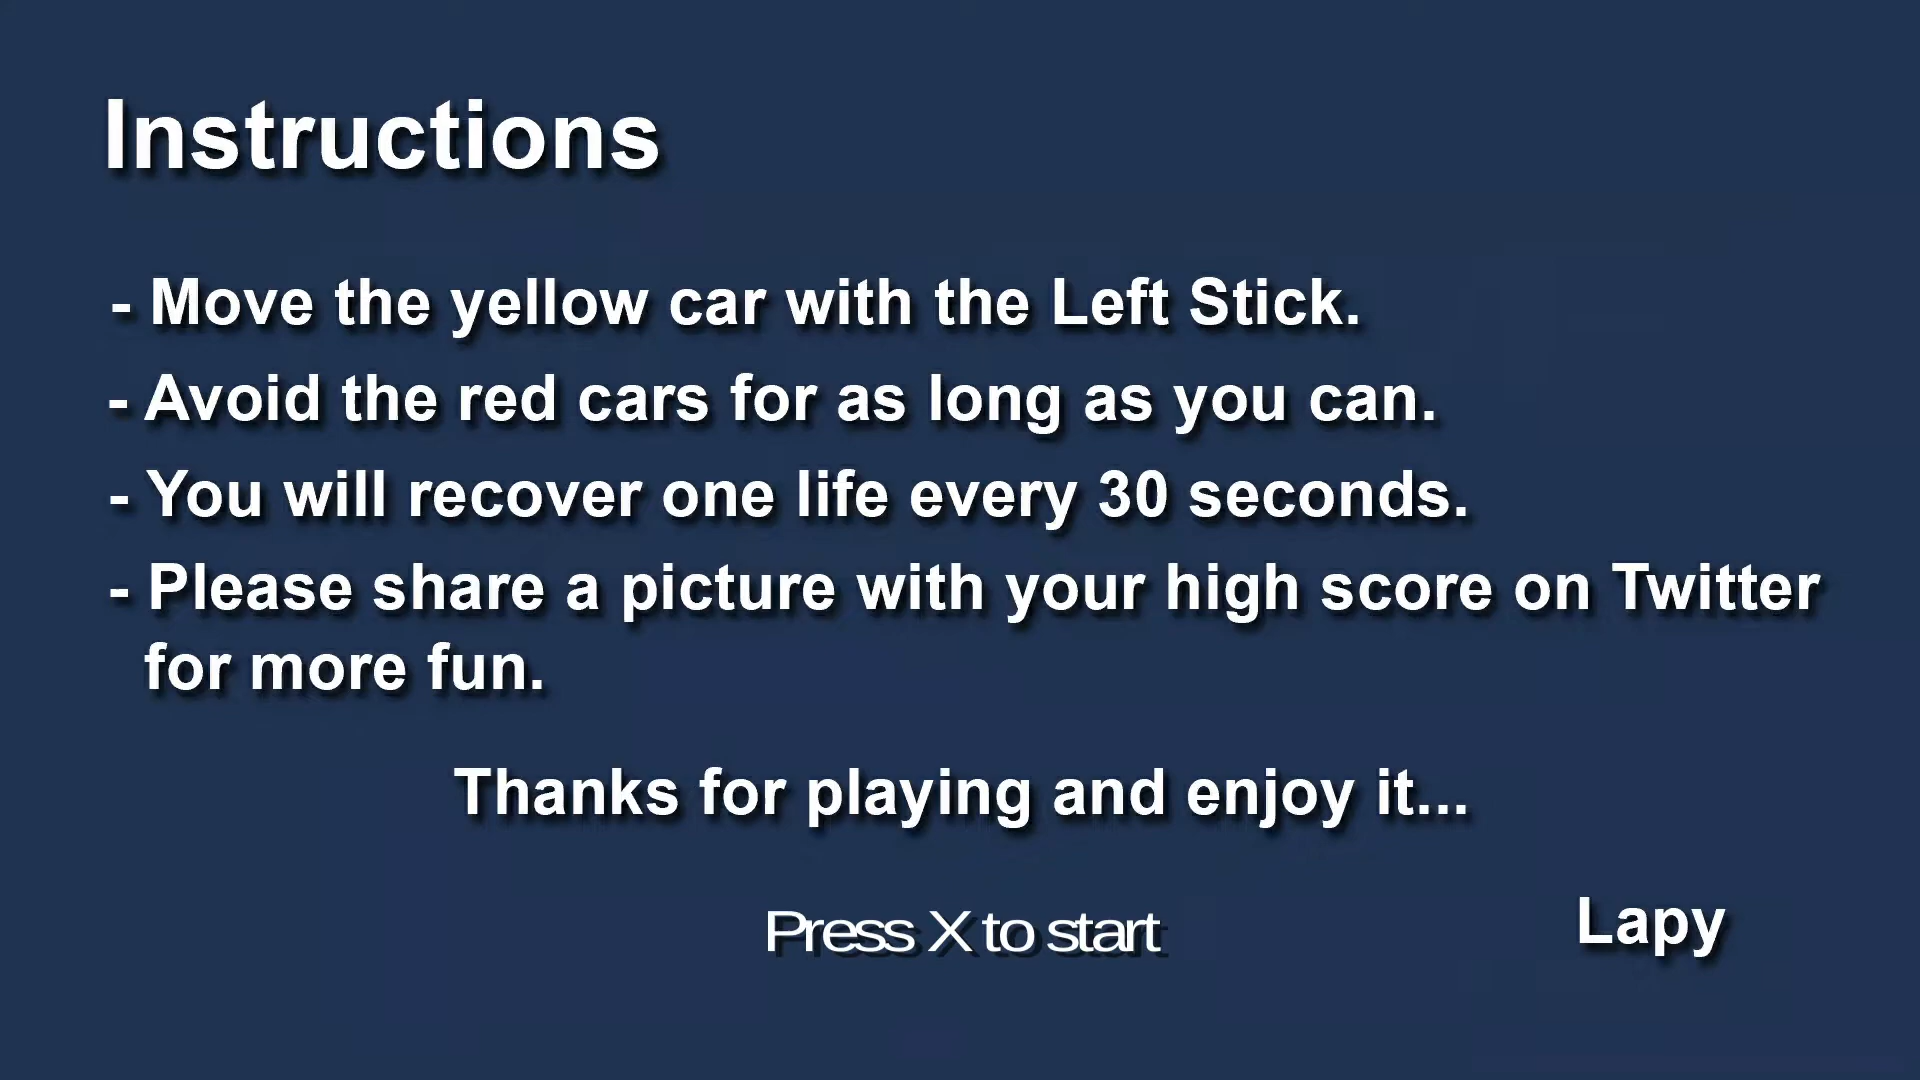 Instructions
- Move the yellow car with the Left Stick.
- Avoid the red cars for as long as you can.
- You will recover one life every 30 seconds.
- Please share a picture with your high score on Twitter
for more fun.
Thanks for playing and enjoy it...
Press X to start
Lapy